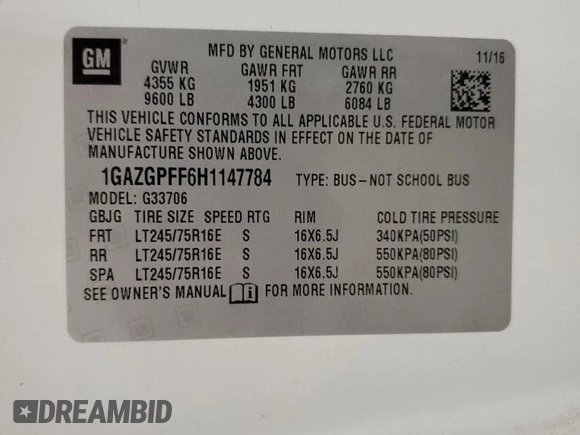 GM
MFD BY GENERAL MOTORS LLC 11/16
GVWR GAWR FRT GAWR RR
4355 KG 1951 KG 2760 KG
9600 LB 4300 LB 6084 LB
THIS VEHICLE CONFORMS TO ALL APPLICABLE U.S. FEDERAL MOTOR
VEHICLE SAFETY STANDARDS IN EFFECT ON THE DATE OF
MANUFACTURE SHOWN ABOVE.
1GAZGPFF6H1147784 TYPE: BUS–NOT SCHOOL BUS
MODEL: G33706
GBJG TIRE SIZE SPEED RTG RIM COLD TIRE PRESSURE
FRT LT245/75R16E S 16X6.5J 340KPA(50PSI)
RR LT245/75R16E S 16X6.5J 550KPA(80PSI)
SPA LT245/75R16E S 16X6.5J 550KPA(80PSI)
SEE OWNER'S MANUAL FOR MORE INFORMATION.
DREAMBID